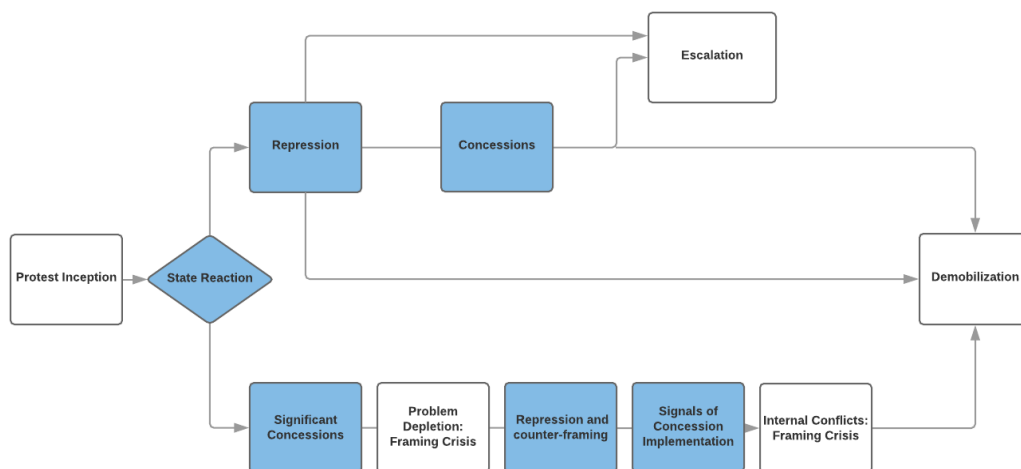 Escalation
Repression
Concessions
Protest Inception
State Reaction
Demobilization
Significant
Concessions
Problem
Depletion:
Framing Crisis
Repression and
counter-framing
Signals of
Concession
Implementation
Internal Conflicts:
Framing Crisis